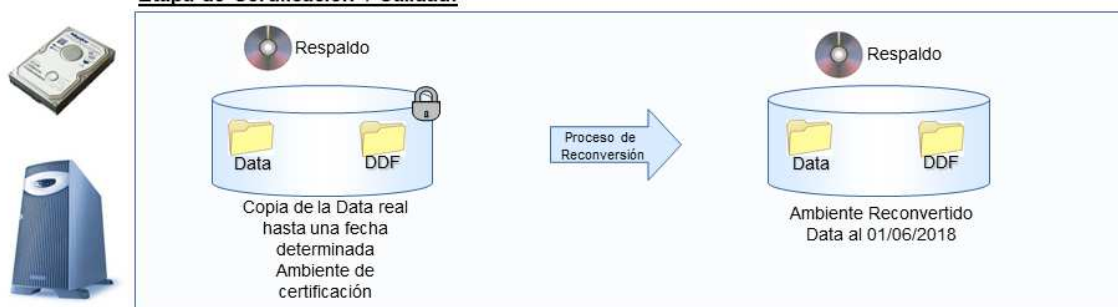 Respaldo
Data
DDF
Copia de la Data real
hasta una fecha
determinada
Ambiente de
certificación
Proceso de
Reconversión
Respaldo
Data
DDF
Ambiente Reconvertido
Data al 01/06/2018